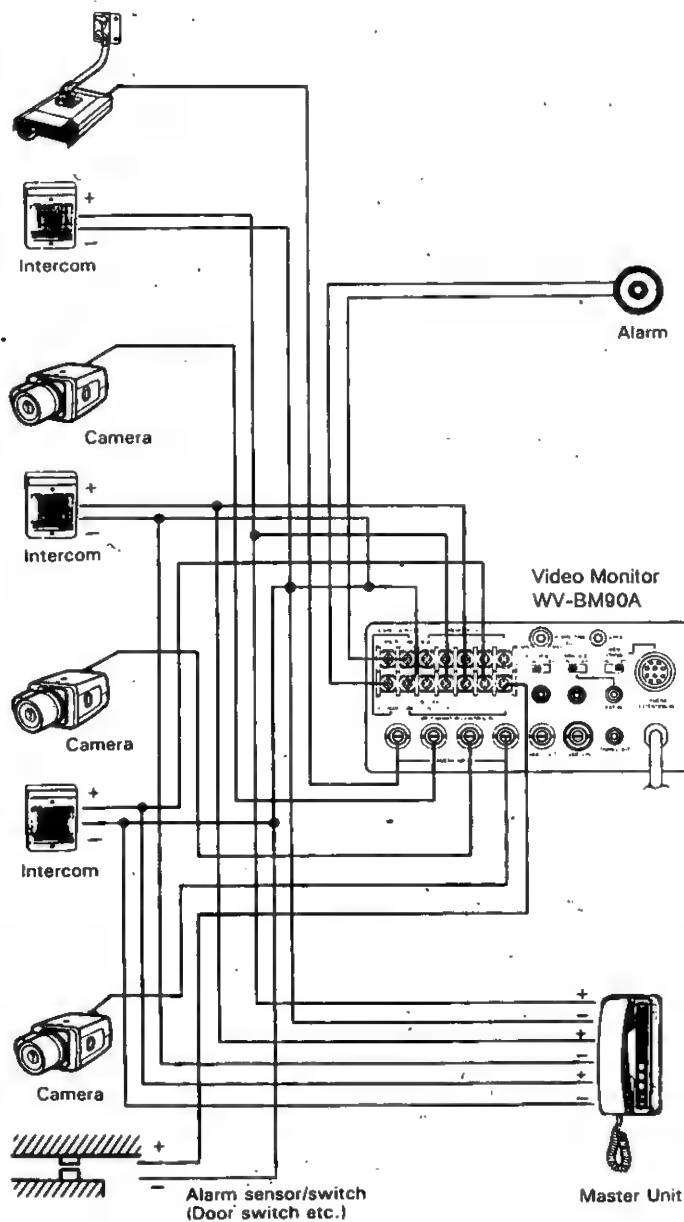 +
−
Intercom
Alarm
Camera
+
−
Intercom
Video Monitor
WV-BM90A
Camera
+
−
Intercom
+
−
+
−
+
−
Camera
+
−
Alarm sensor/switch
(Door switch etc.)
Master Unit